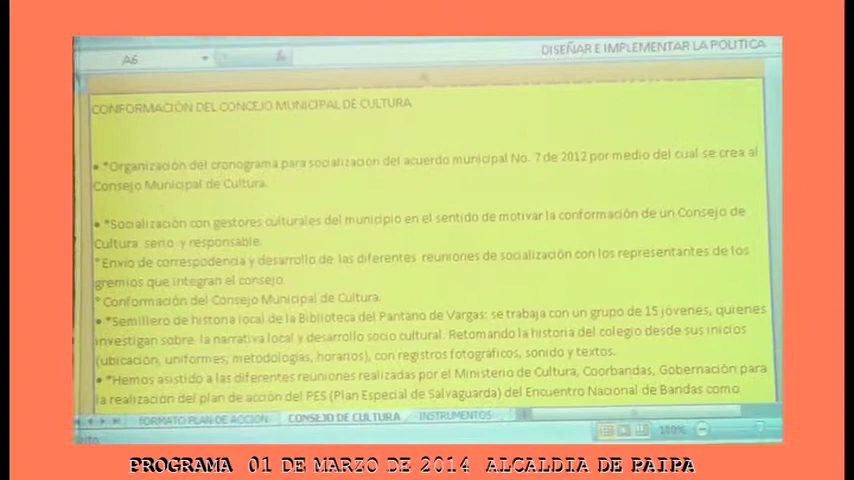 A6
DISEÑAR E IMPLEMENTAR LA POLITICA
CONFORMACIÓN DEL CONCEJO MUNICIPAL DE CULTURA
• *Organización del cronograma para socialización del acuerdo municipal No. 7 de 2012 por medio del cual se crea al
Consejo Municipal de Cultura.
• *Socialización con gestores culturales del municipio en el sentido de motivar la conformación de un Consejo de
Cultura serio y responsable.
*Envio de correspodencia y desarrollo de las diferentes reuniones de socialización con los representantes de los
gremios que integran el consejo.
* Conformación del Consejo Municipal de Cultura.
• *Semillero de historia local de la Biblioteca del Pantano de Vargas: se trabaja con un grupo de 15 jóvenes, quienes
investigan sobre la narrativa local y desarrollo socio cultural. Retomando la historia del colegio desde sus inicios
(ubicación, uniformes, metodologías, horarios), con registros fotográficos, sonido y textos.
• *Hemos asistido a las diferentes reuniones realizadas por el Ministerio de Cultura, Coorbandas, Gobernación para
la realización del plan de acción del PES (Plan Especial de Salvaguarda) del Encuentro Nacional de Bandas como
FORMATO PLAN DE ACCION CONSEJO DE CULTURA INSTRUMENTOS
100%
PROGRAMA 01 DE MARZO DE 2014 ALCALDIA DE PAIPA